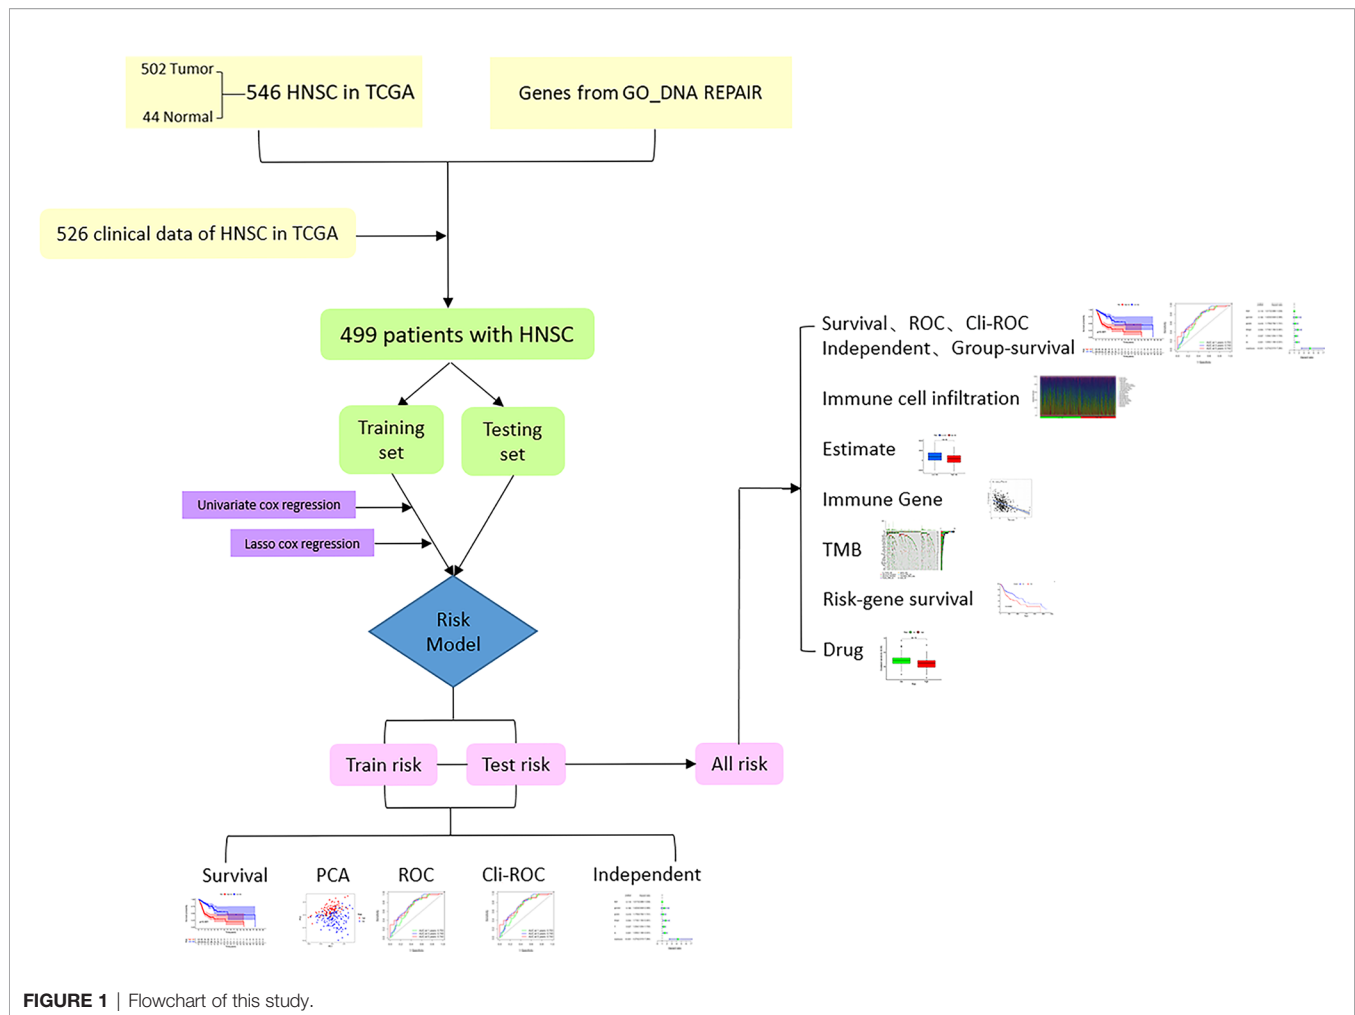 502 Tumor
44 Normal
546 HNSC in TCGA
Genes from GO_DNA REPAIR
526 clinical data of HNSC in TCGA
499 patients with HNSC
Training
set
Testing
set
Univariate cox regression
Lasso cox regression
Risk
Model
Train risk
Test risk
All risk
Survival、ROC、Cli-ROC
Independent、Group-survival
Immune cell infiltration
Estimate
Immune Gene
TMB
Risk-gene survival
Drug
Survival
PCA
ROC
Cli-ROC
Independent
FIGURE 1 | Flowchart of this study.